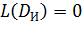 L(D_И) = 0